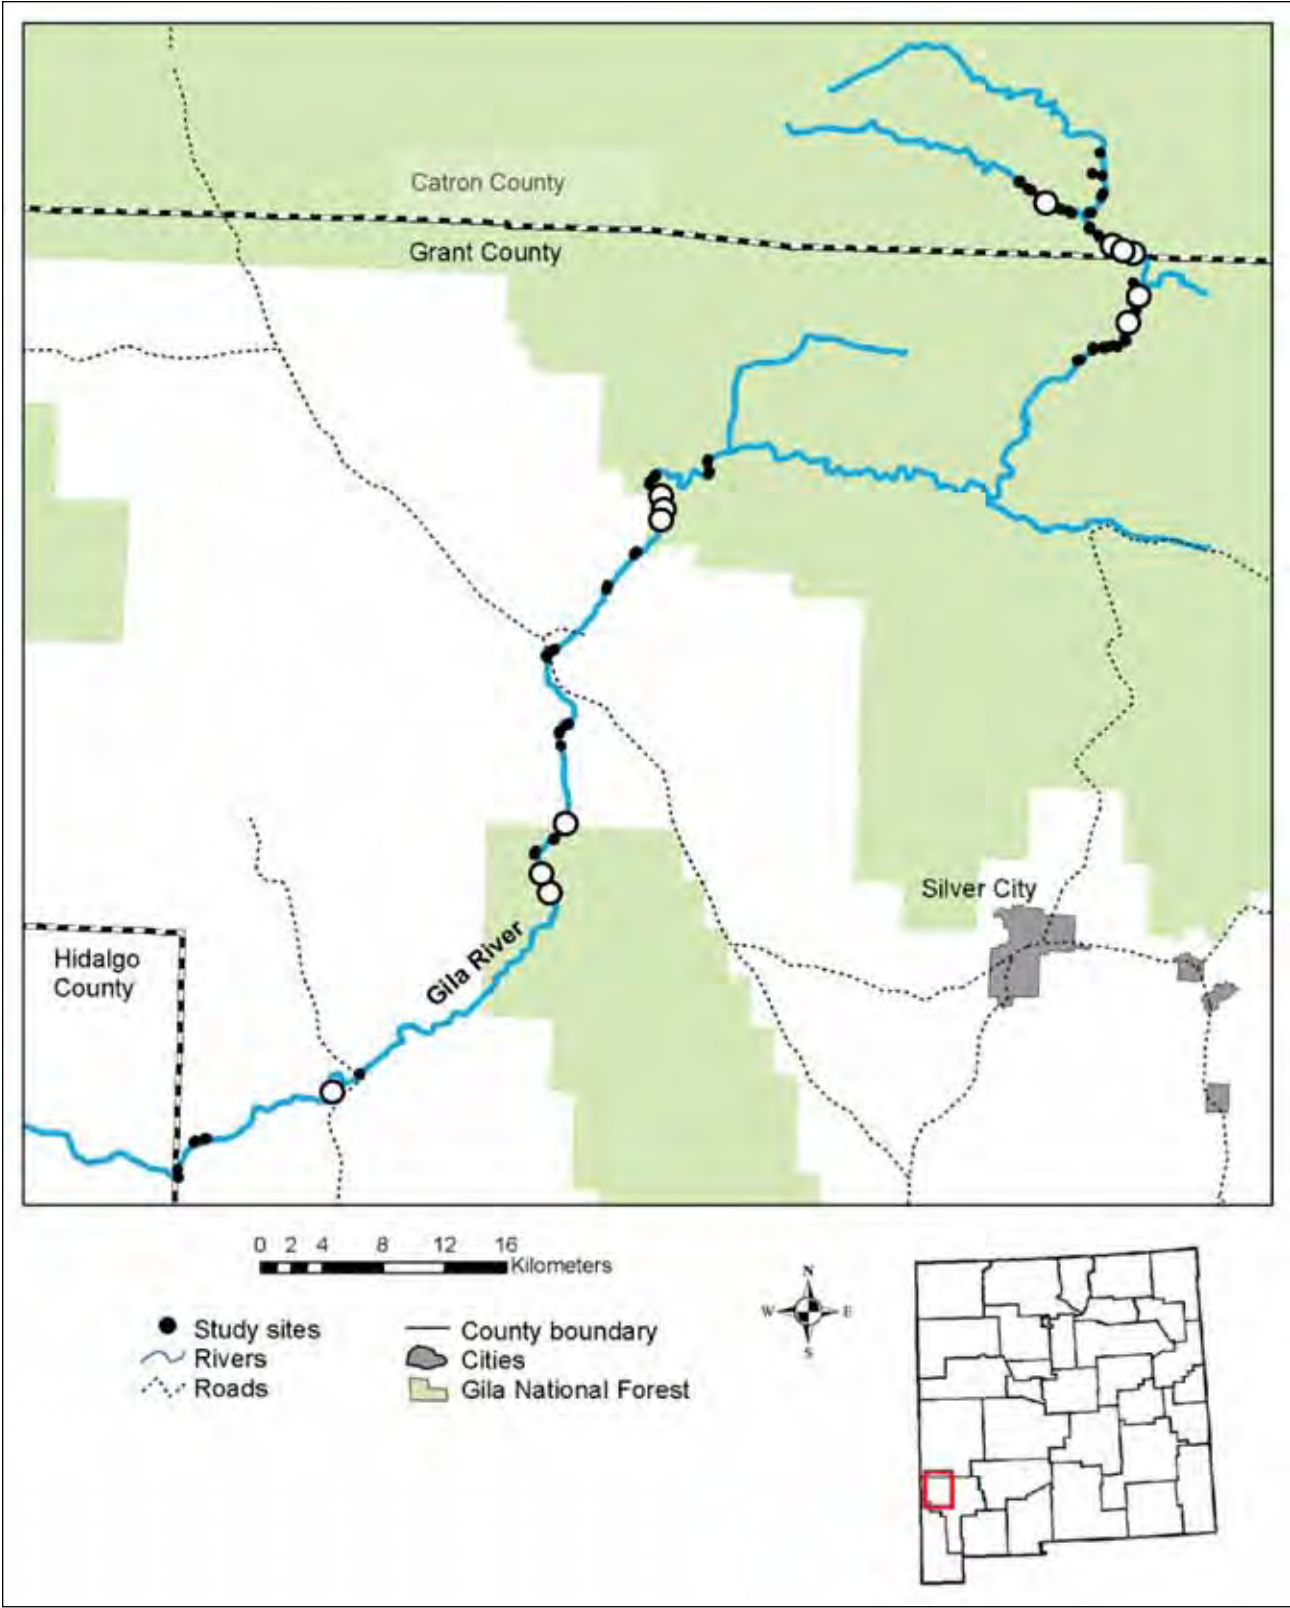 Catron County
Grant County
Silver City
Gila River
Hidalgo
County
0 2 4 8 12 16
Kilometers
N
W E
S
Study sites
Rivers
Roads
County boundary
Cities
Gila National Forest